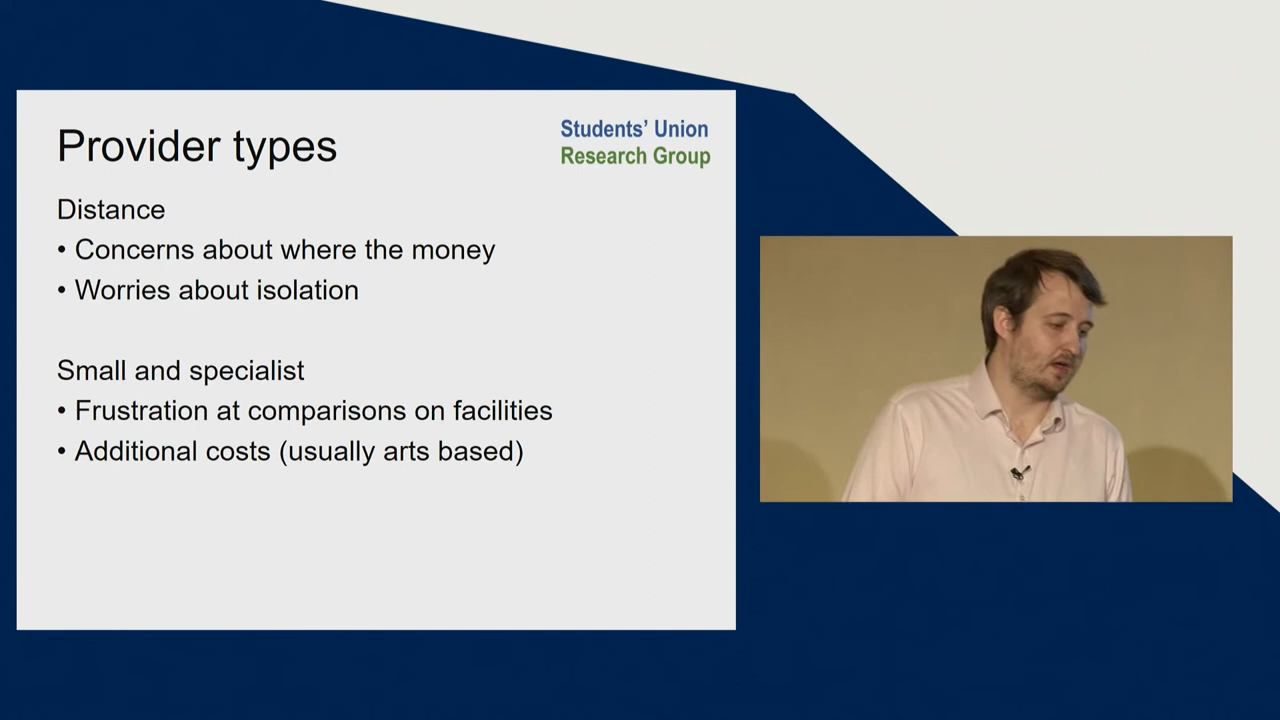 Provider types
Students’ Union
Research Group
Distance
• Concerns about where the money
• Worries about isolation
Small and specialist
• Frustration at comparisons on facilities
• Additional costs (usually arts based)